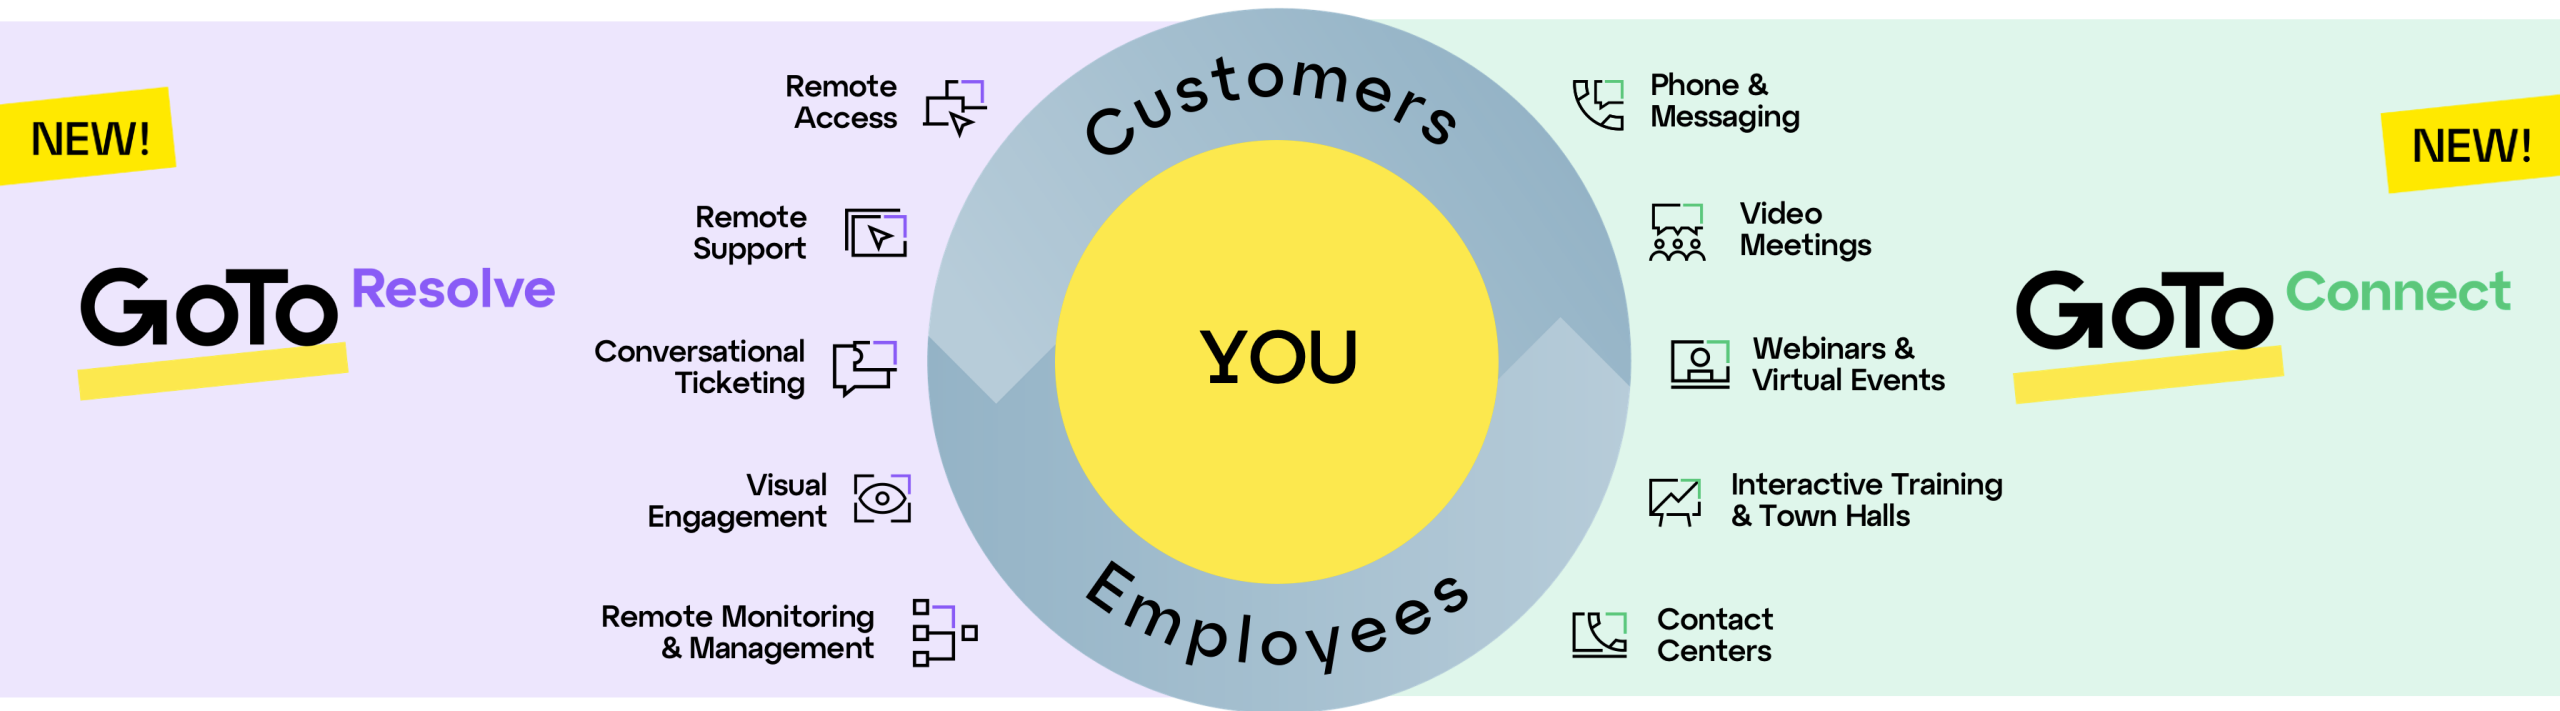 NEW!
GoTo Resolve
Remote
Access
Remote
Support
Conversational
Ticketing
Visual
Engagement
Remote Monitoring
& Management
Customers
YOU
Employees
Phone &
Messaging
Video
Meetings
Webinars &
Virtual Events
Interactive Training
& Town Halls
Contact
Centers
NEW!
GoTo Connect